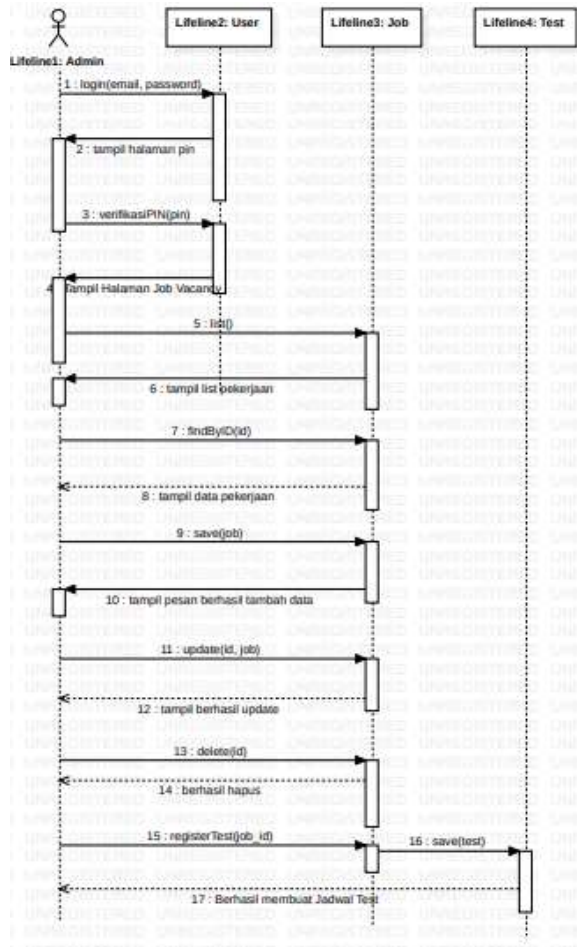 Lifeline2: User
Lifeline3: Job
Lifeline4: Test
Lifeline1: Admin
1 : login(email, password)
2 : tampil halaman pin
3 : verifikasiPIN(pin)
4 : Tampil Halaman Job Vacancy
5 : list()
6 : tampil list pekerjaan
7 : findByID(id)
8 : tampil data pekerjaan
9 : save(job)
10 : tampil pesan berhasil tambah data
11 : update(id, job)
12 : tampil berhasil update
13 : delete(id)
14 : berhasil hapus
15 : registerTest(job_id)
16 : save(test)
17 : Berhasil membuat Jadwal Test